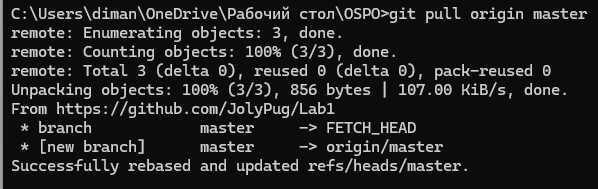 C:\Users\diman\OneDrive\Рабочий стол\OSPO>git pull origin master
remote: Enumerating objects: 3, done.
remote: Counting objects: 100% (3/3), done.
remote: Total 3 (delta 0), reused 0 (delta 0), pack-reused 0
Unpacking objects: 100% (3/3), 856 bytes | 107.00 KiB/s, done.
From https://github.com/JolyPug/Lab1
 * branch            master     -> FETCH_HEAD
 * [new branch]      master     -> origin/master
Successfully rebased and updated refs/heads/master.